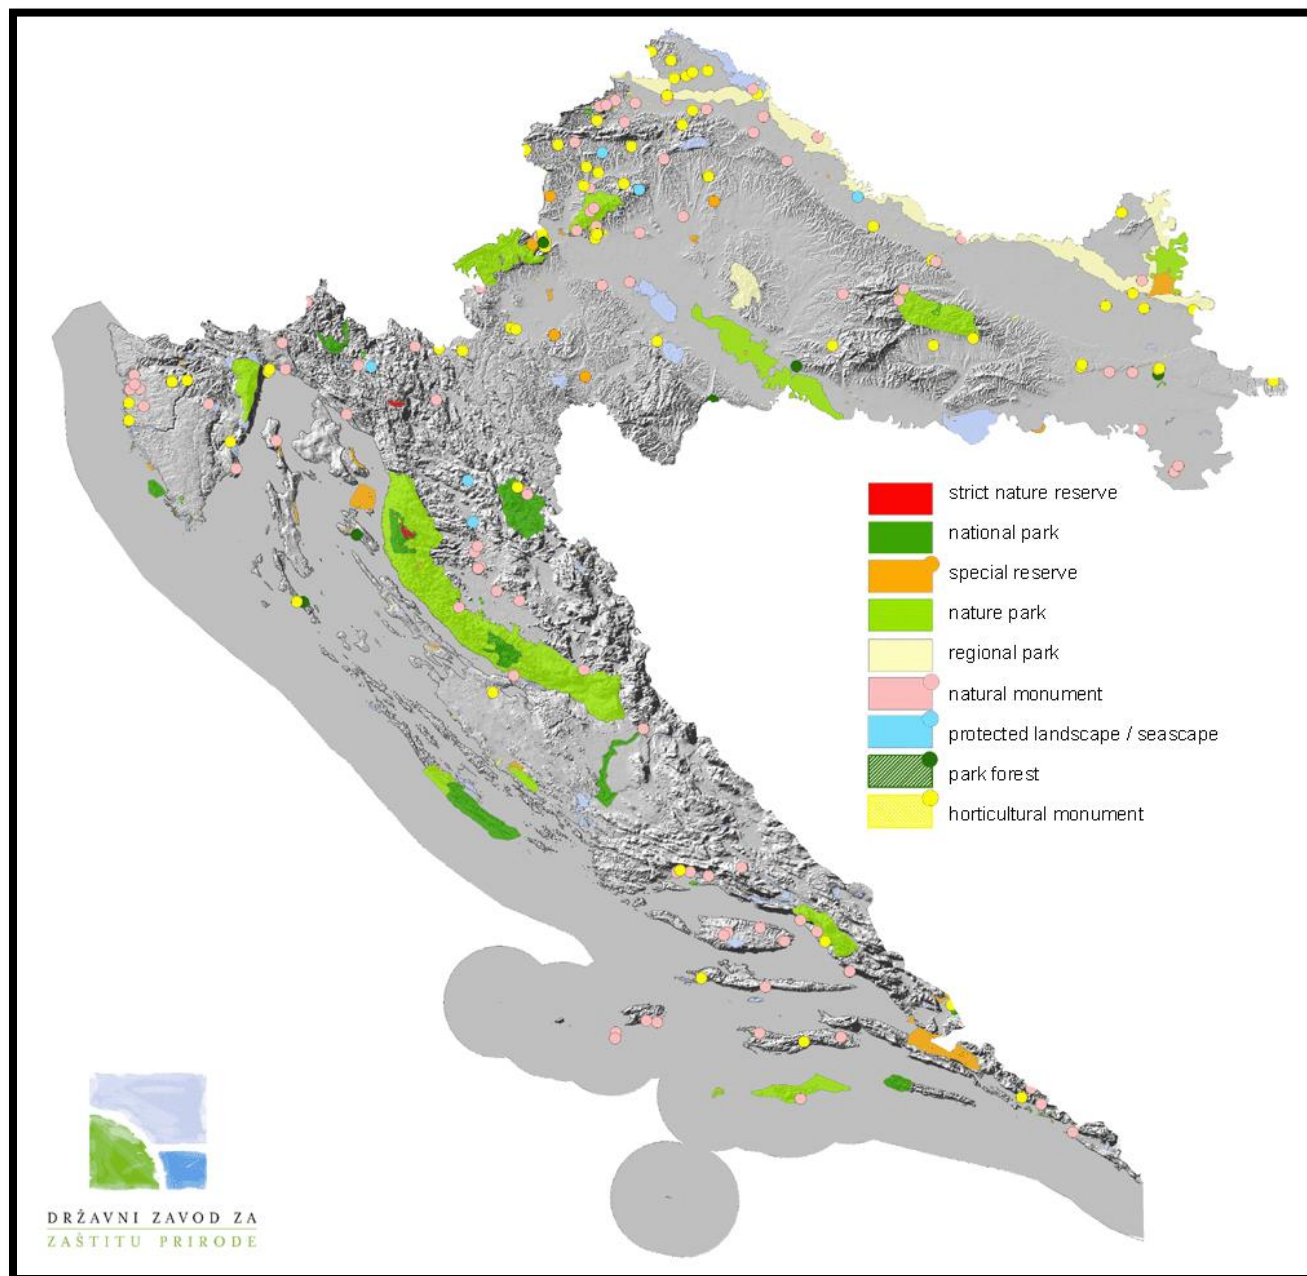 strict nature reserve
national park
special reserve
nature park
regional park
natural monument
protected landscape / seascape
park forest
horticultural monument
DRŽAVNI ZAVOD ZA
ZAŠTITU PRIRODE